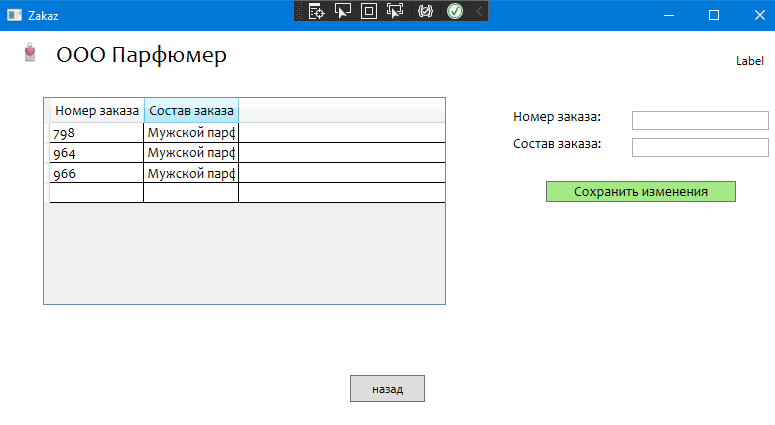 Zakaz
ООО Парфюмер
Label
Номер заказа Состав заказа
798 Мужской парф
964 Мужской парф
966 Мужской парф
Номер заказа:
Состав заказа:
Сохранить изменения
назад